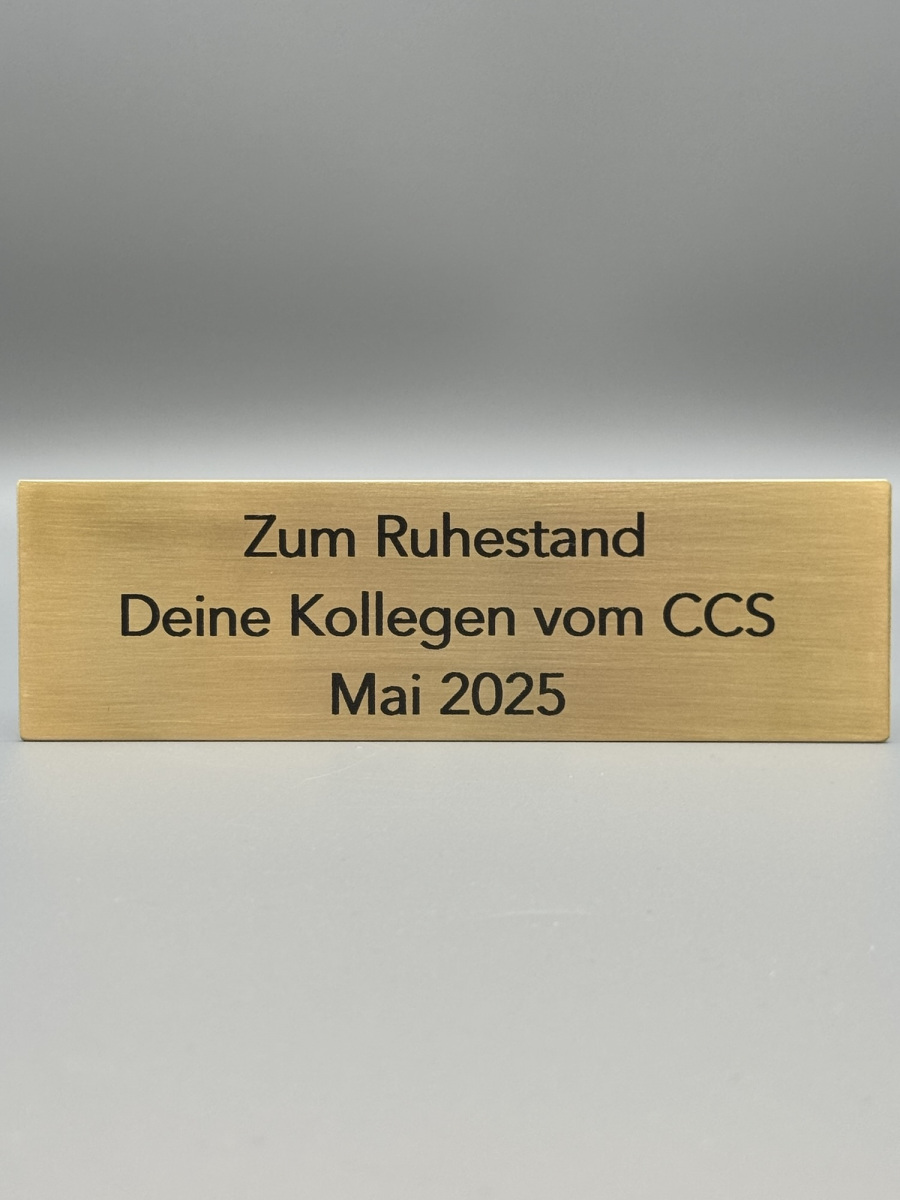 Zum Ruhestand
Deine Kollegen vom CCS
Mai 2025